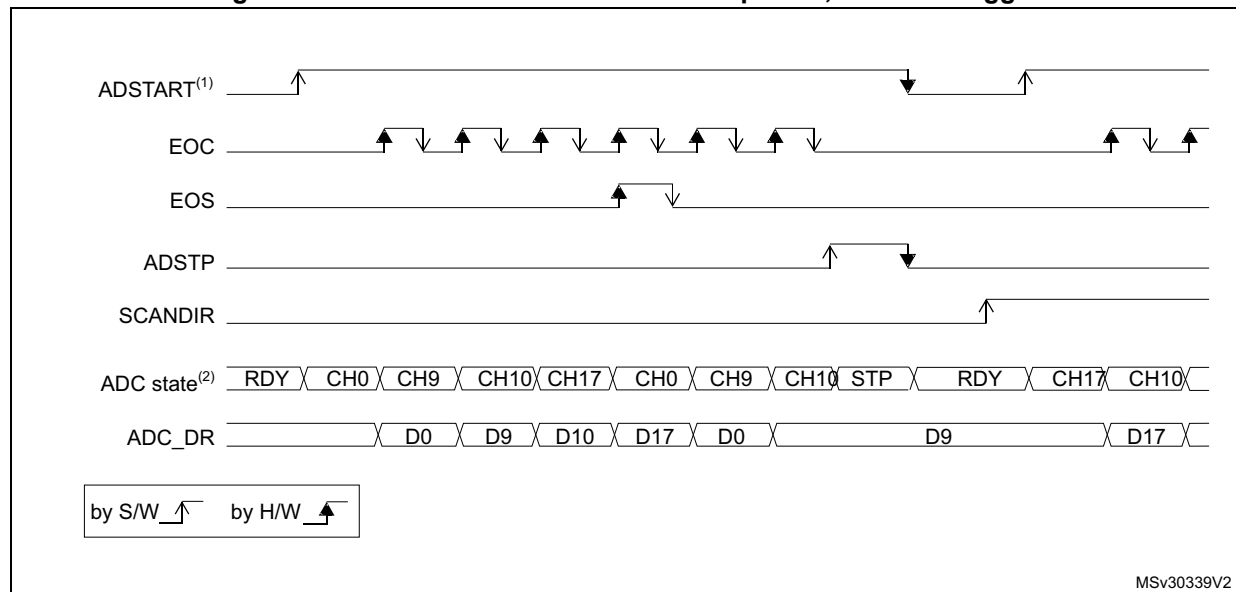 ADSTART(1)
EOC
EOS
ADSTP
SCANDIR
ADC state(2) RDY CH0 CH9 CH10 CH17 CH0 CH9 CH10 STP RDY CH17 CH10
ADC_DR D0 D9 D10 D17 D0 D9 D17
by S/W by H/W
MSv30339V2